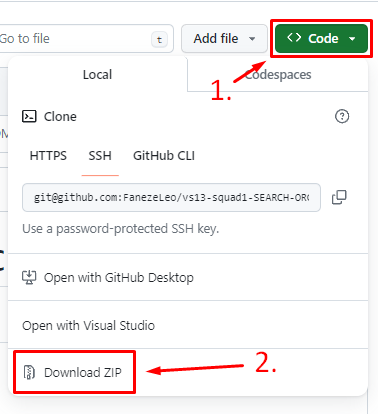 Go to file
t
Add file
<> Code
Local
Codespaces
1.
Clone
HTTPS
SSH
GitHub CLI
git@github.com:FanezeLeo/vs13-squad1-SEARCH-OR
Use a password-protected SSH key.
Open with GitHub Desktop
Open with Visual Studio
Download ZIP
2.